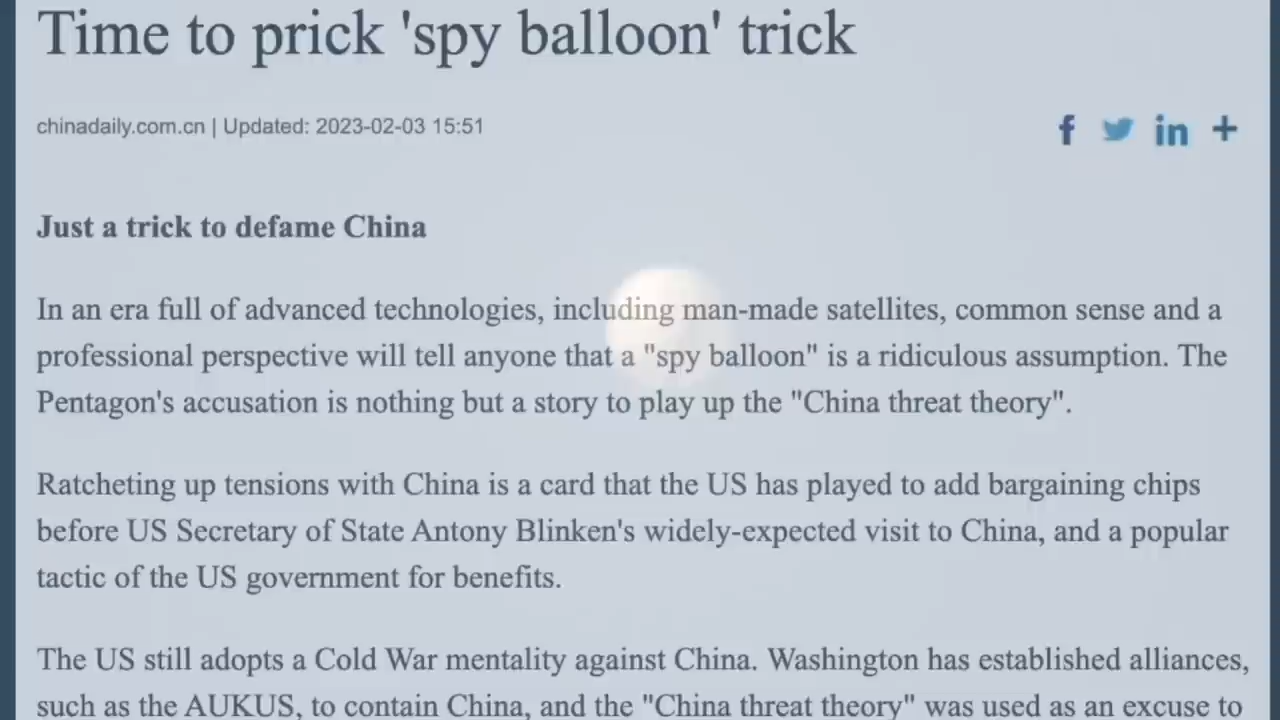 Time to prick 'spy balloon' trick
chinadaily.com.cn | Updated: 2023-02-03 15:51
f in +
Just a trick to defame China
In an era full of advanced technologies, including man-made satellites, common sense and a
professional perspective will tell anyone that a "spy balloon" is a ridiculous assumption. The
Pentagon's accusation is nothing but a story to play up the "China threat theory".
Ratcheting up tensions with China is a card that the US has played to add bargaining chips
before US Secretary of State Antony Blinken's widely-expected visit to China, and a popular
tactic of the US government for benefits.
The US still adopts a Cold War mentality against China. Washington has established alliances,
such as the AUKUS, to contain China, and the "China threat theory" was used as an excuse to